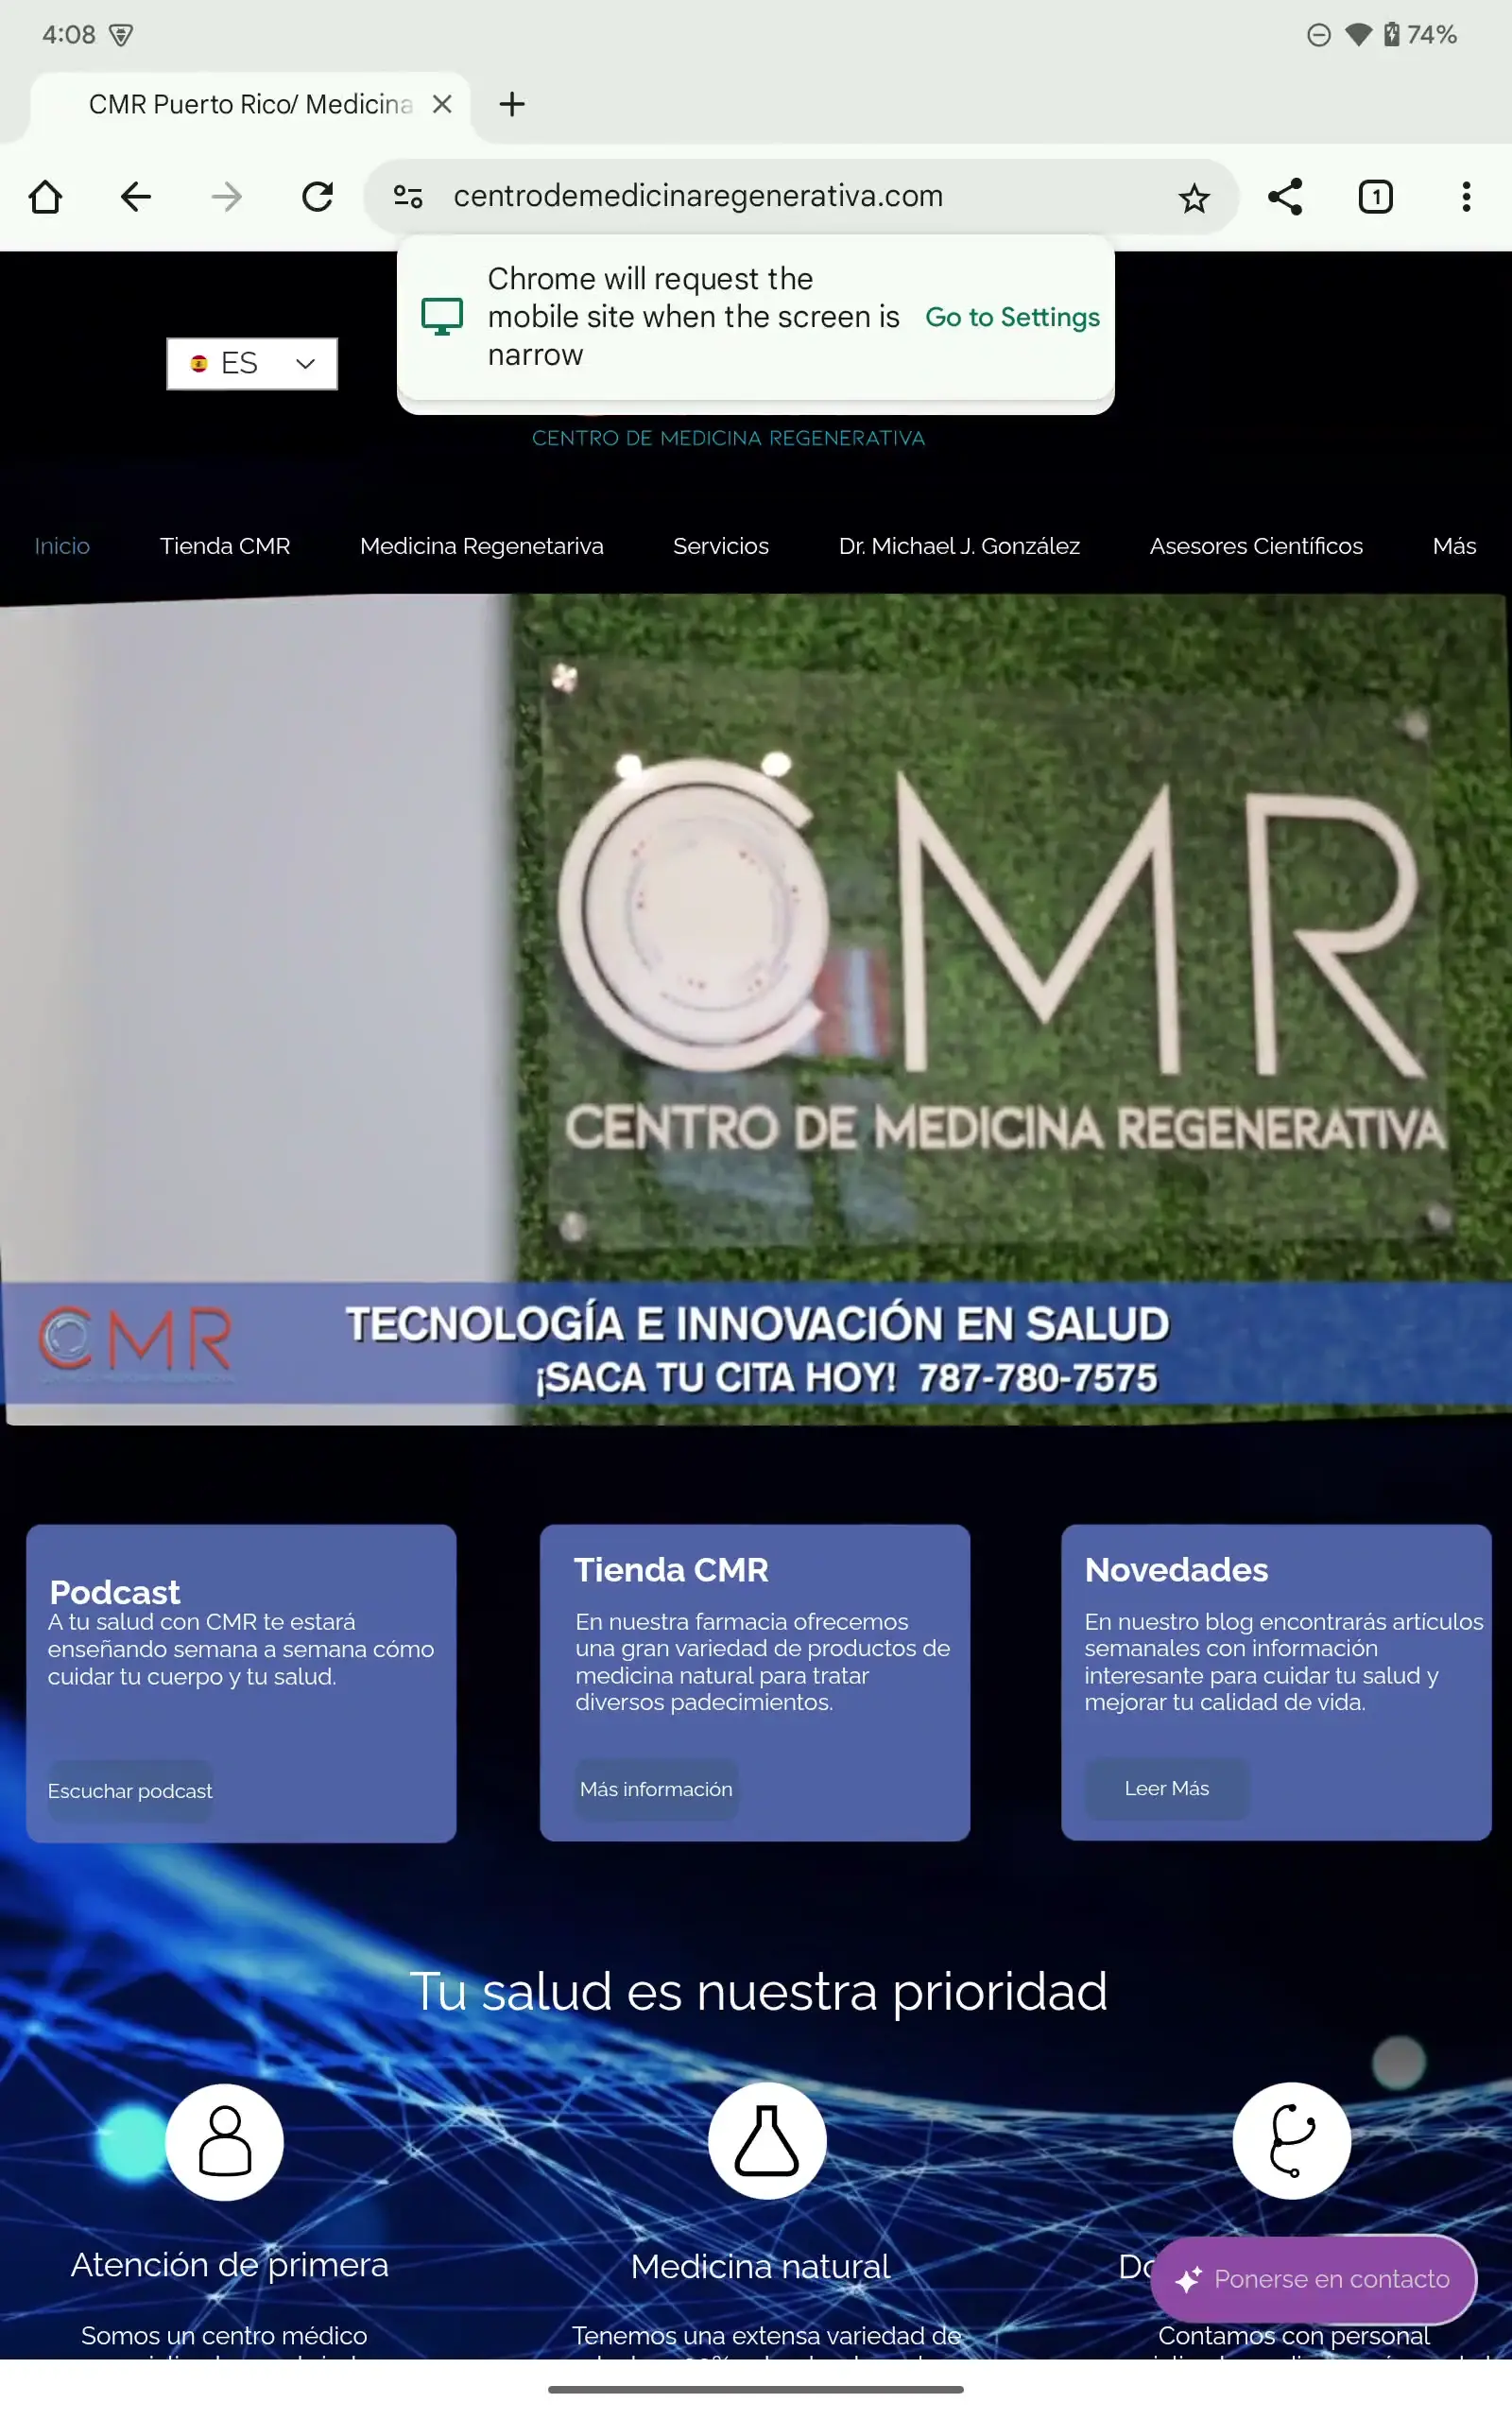 4:08
74%
CMR Puerto Rico/ Medicina
centrodemedicinaregenerativa.com
1
Chrome will request the
mobile site when the screen is
narrow
Go to Settings
ES
CENTRO DE MEDICINA REGENERATIVA
Inicio
Tienda CMR
Medicina Regenetariva
Servicios
Dr. Michael J. González
Asesores Científicos
Más
CMR
CENTRO DE MEDICINA REGENERATIVA
CMR
TECNOLOGÍA E INNOVACIÓN EN SALUD
¡SACA TU CITA HOY! 787-780-7575
Podcast
A tu salud con CMR te estará
enseñando semana a semana cómo
cuidar tu cuerpo y tu salud.
Escuchar podcast
Tienda CMR
En nuestra farmacia ofrecemos
una gran variedad de productos de
medicina natural para tratar
diversos padecimientos.
Más información
Novedades
En nuestro blog encontrarás artículos
semanales con información
interesante para cuidar tu salud y
mejorar tu calidad de vida.
Leer Más
Tu salud es nuestra prioridad
Atención de primera
Somos un centro médico
Medicina natural
Tenemos una extensa variedad de
Ponerse en contacto
Contamos con personal